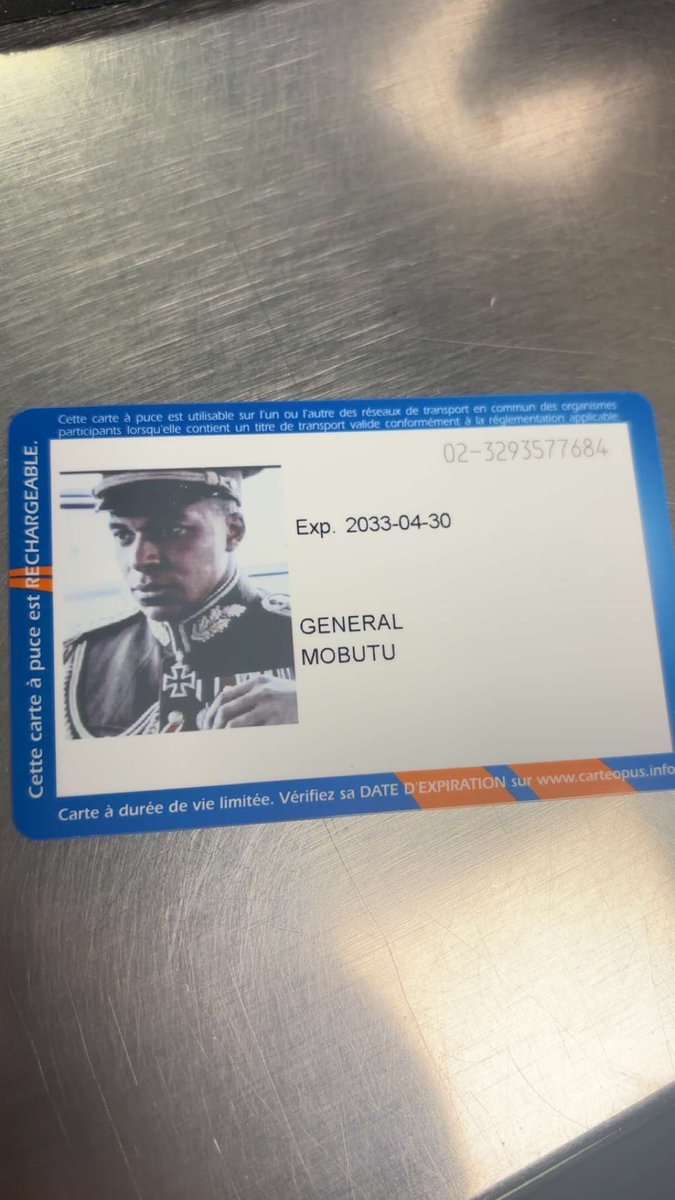 Cette carte à puce est utilisable sur l'un ou l'autre des réseaux de transport en commun des organismes
participants lorsqu'elle contient un titre de transport valide conformément à la réglementation applicable.
02-3293577684
Cette carte à puce est RECHARGEABLE.
Exp. 2033-04-30
GENERAL
MOBUTU
Carte à durée de vie limitée. Vérifiez sa DATE D'EXPIRATION sur www.carteopus.info